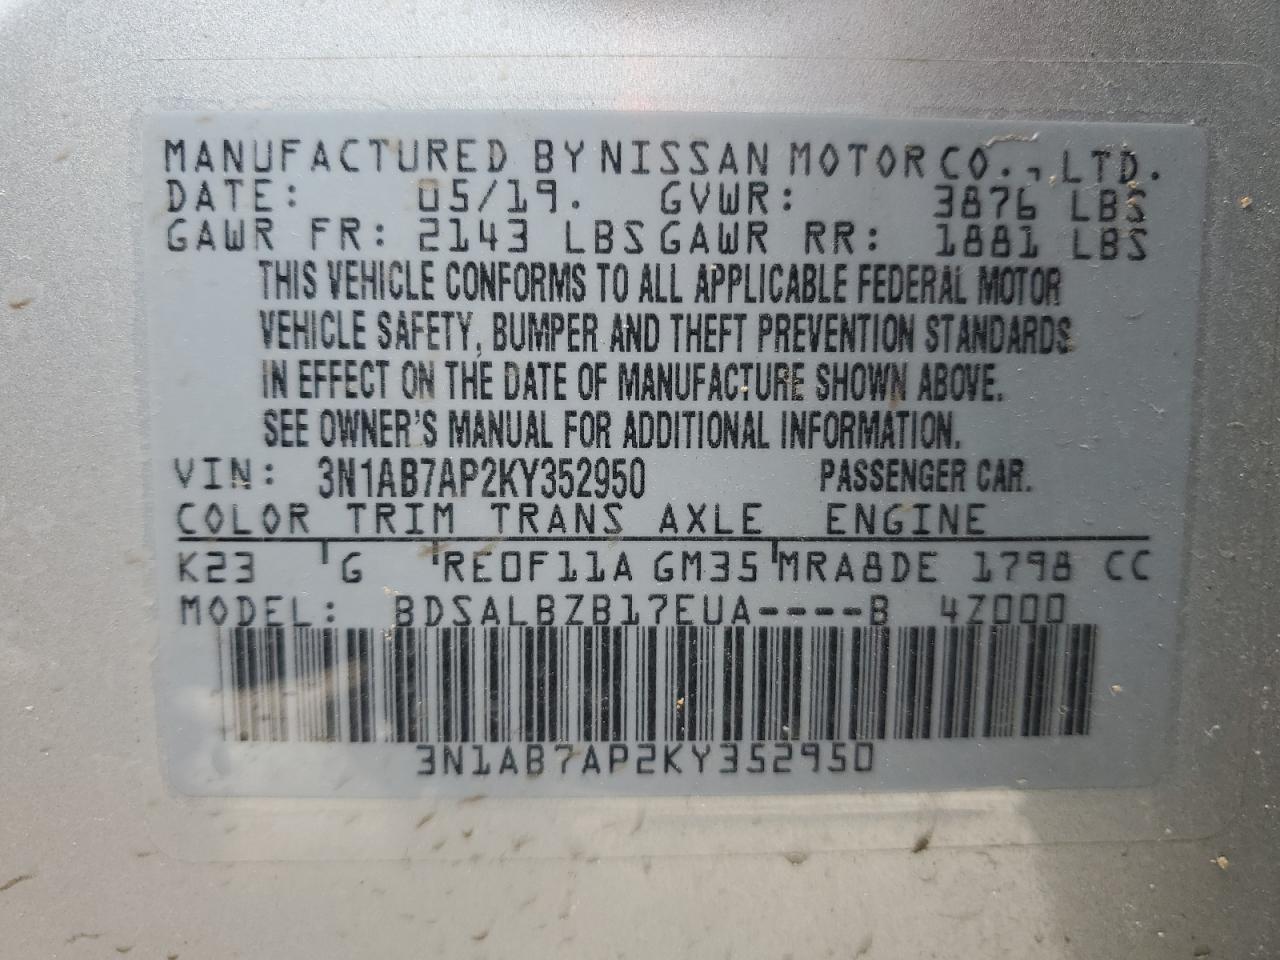 MANUFACTURED BY NISSAN MOTOR CO., LTD.
DATE: 05/19. GVWR: 3876 LBS
GAWR FR: 2143 LBS GAWR RR: 1881 LBS
THIS VEHICLE CONFORMS TO ALL APPLICABLE FEDERAL MOTOR
VEHICLE SAFETY, BUMPER AND THEFT PREVENTION STANDARDS
IN EFFECT ON THE DATE OF MANUFACTURE SHOWN ABOVE.
SEE OWNER'S MANUAL FOR ADDITIONAL INFORMATION.
VIN: 3N1AB7AP2KY352950 PASSENGER CAR.
COLOR TRIM TRANS AXLE ENGINE
K23 G RE0F11A GM35 MRA8DE 1798 CC
MODEL: BDSALBZB17EUA----B 4Z000
3N1AB7AP2KY352950